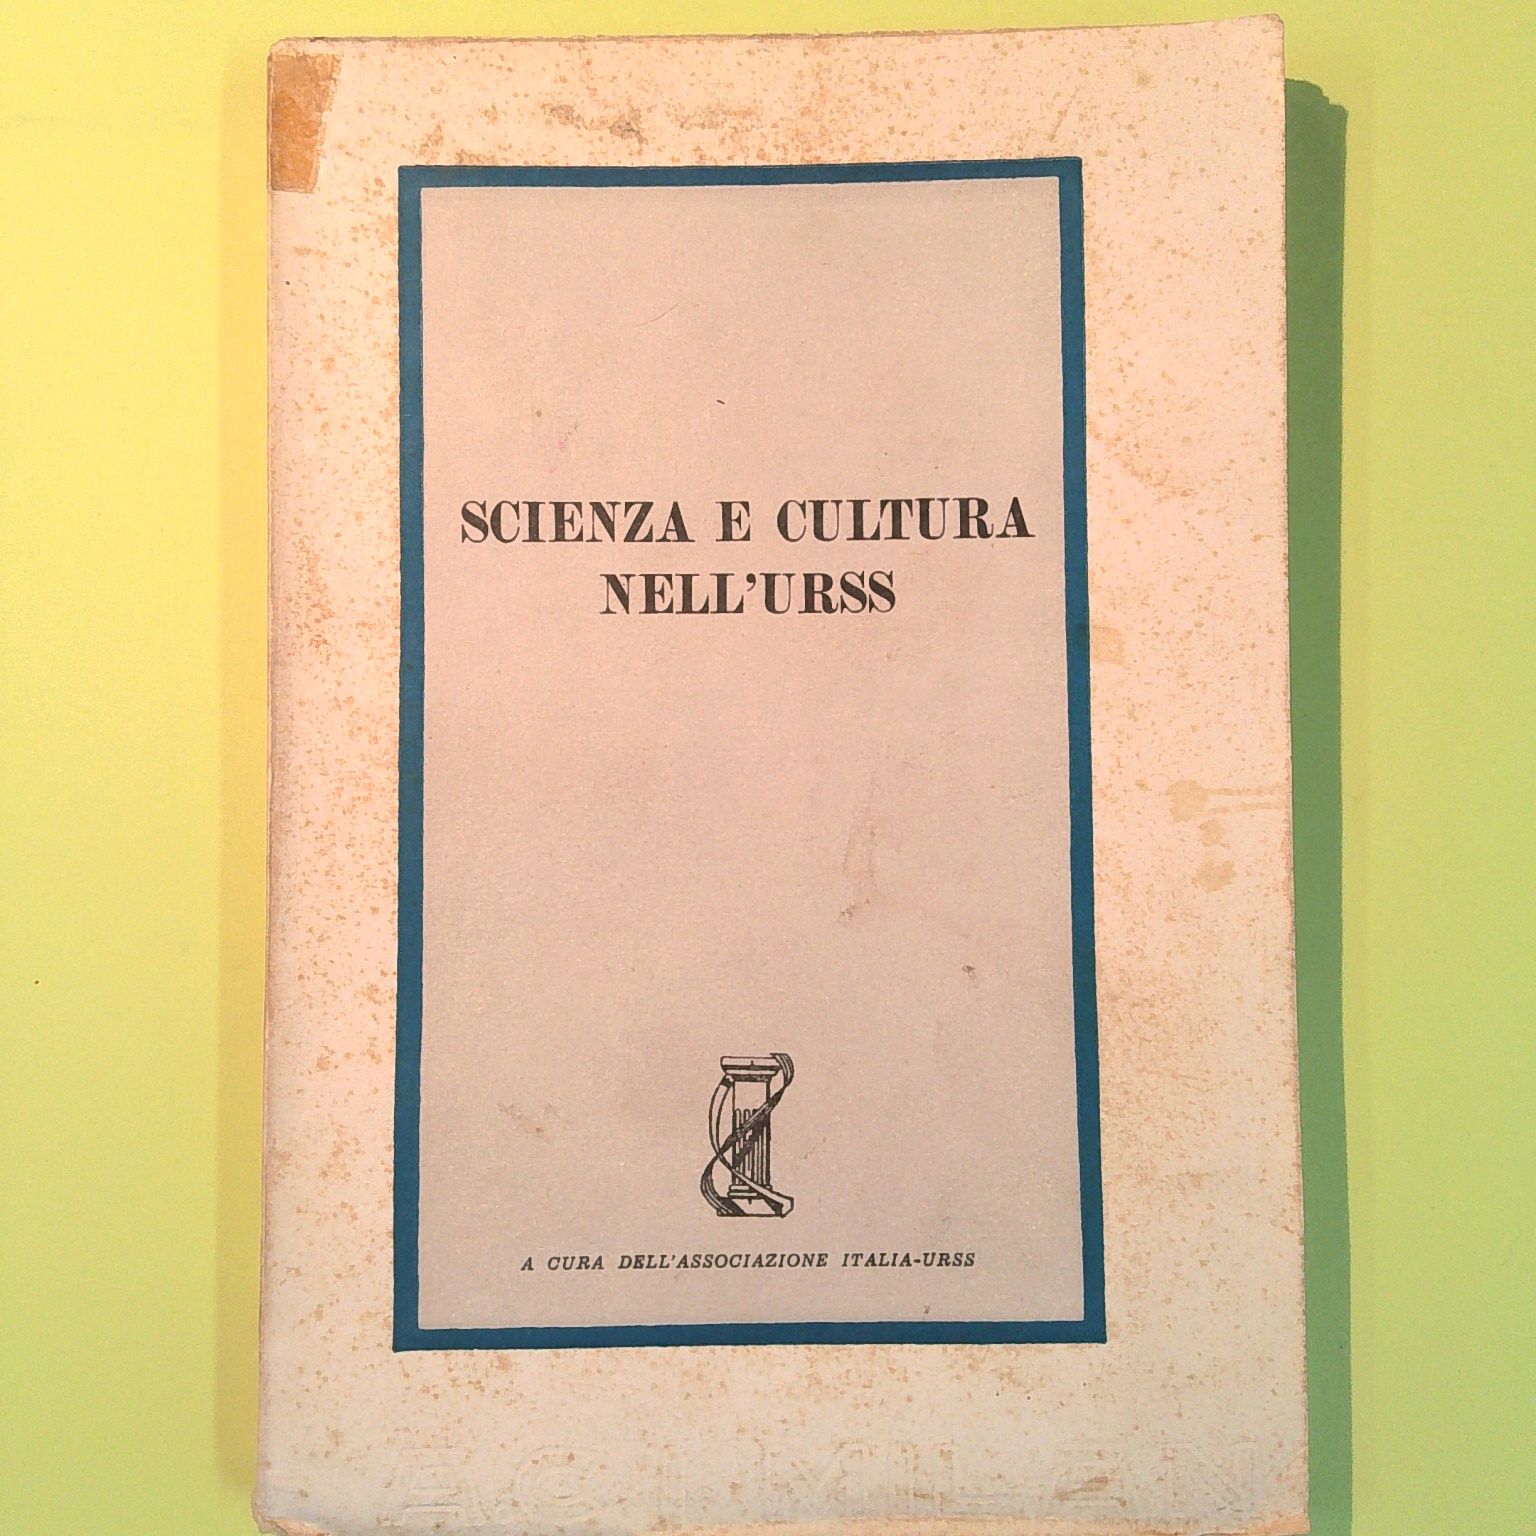 SCIENZA E CULTURA
NELL'URSS
A CURA DELL'ASSOCIAZIONE ITALIA-URSS